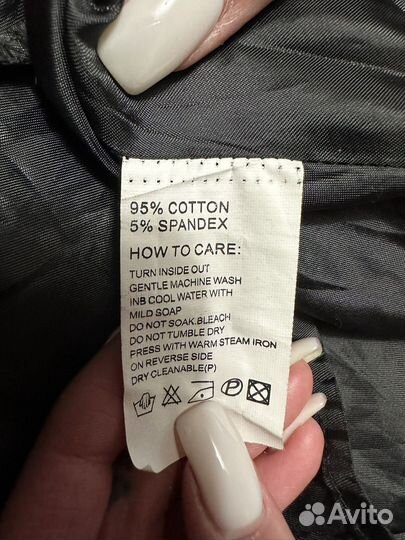 95% COTTON
5% SPANDEX
HOW TO CARE:
TURN INSIDE OUT
GENTLE MACHINE WASH
INB COOL WATER WITH
MILD SOAP
DO NOT SOAK.BLEACH
DO NOT TUMBLE DRY
PRESS WITH WARM STEAM IRON
ON REVERSE SIDE
DRY CLEANABLE(P)
P
Avito